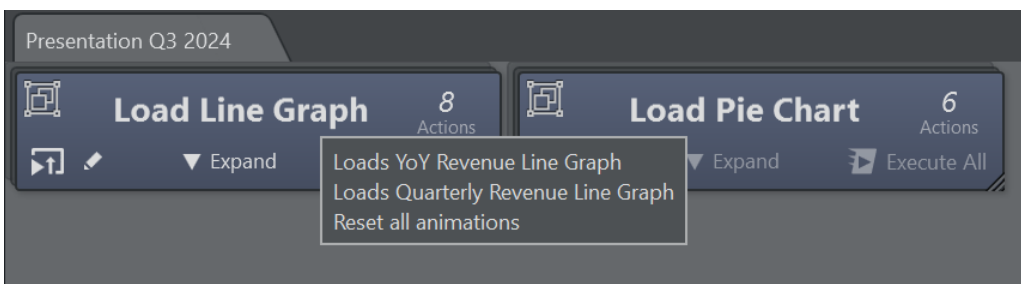 Presentation Q3 2024
Load Line Graph
8
Actions
Expand
Load Pie Chart
6
Actions
Expand
Execute All
Loads YoY Revenue Line Graph
Loads Quarterly Revenue Line Graph
Reset all animations